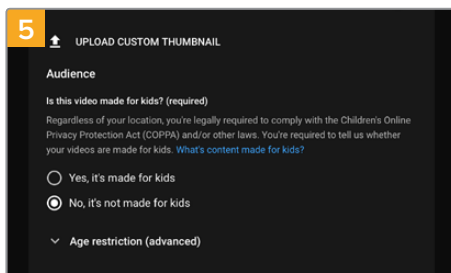 5
UPLOAD CUSTOM THUMBNAIL
Audience
Is this video made for kids? (required)
Regardless of your location, you're legally required to comply with the Children's Online
Privacy Protection Act (COPPA) and/or other laws. You're required to tell us whether
your videos are made for kids. What's content made for kids?
Yes, it's made for kids
No, it's not made for kids
Age restriction (advanced)